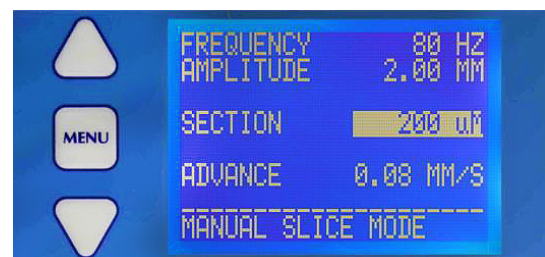 FREQUENCY 80 HZ
AMPLITUDE 2.00 MM
MENU
SECTION 200 uM
ADVANCE 0.08 MM/S
MANUAL SLICE MODE